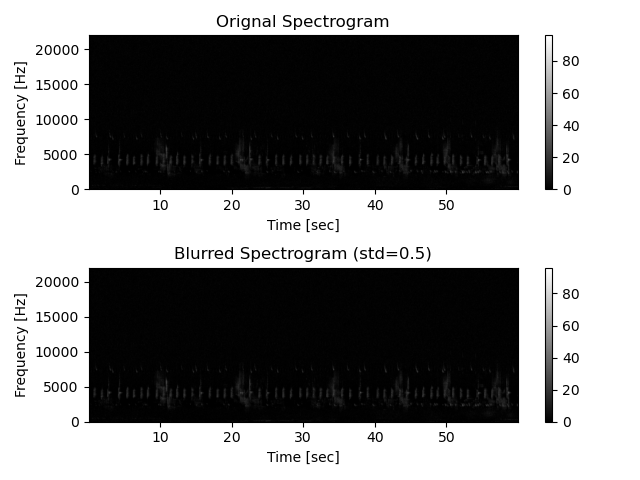 Orignal Spectrogram
Frequency [Hz]
20000
15000
10000
5000
0
10 20 30 40 50
Time [sec]
80
60
40
20
0
Blurred Spectrogram (std=0.5)
Frequency [Hz]
20000
15000
10000
5000
0
10 20 30 40 50
Time [sec]
80
60
40
20
0